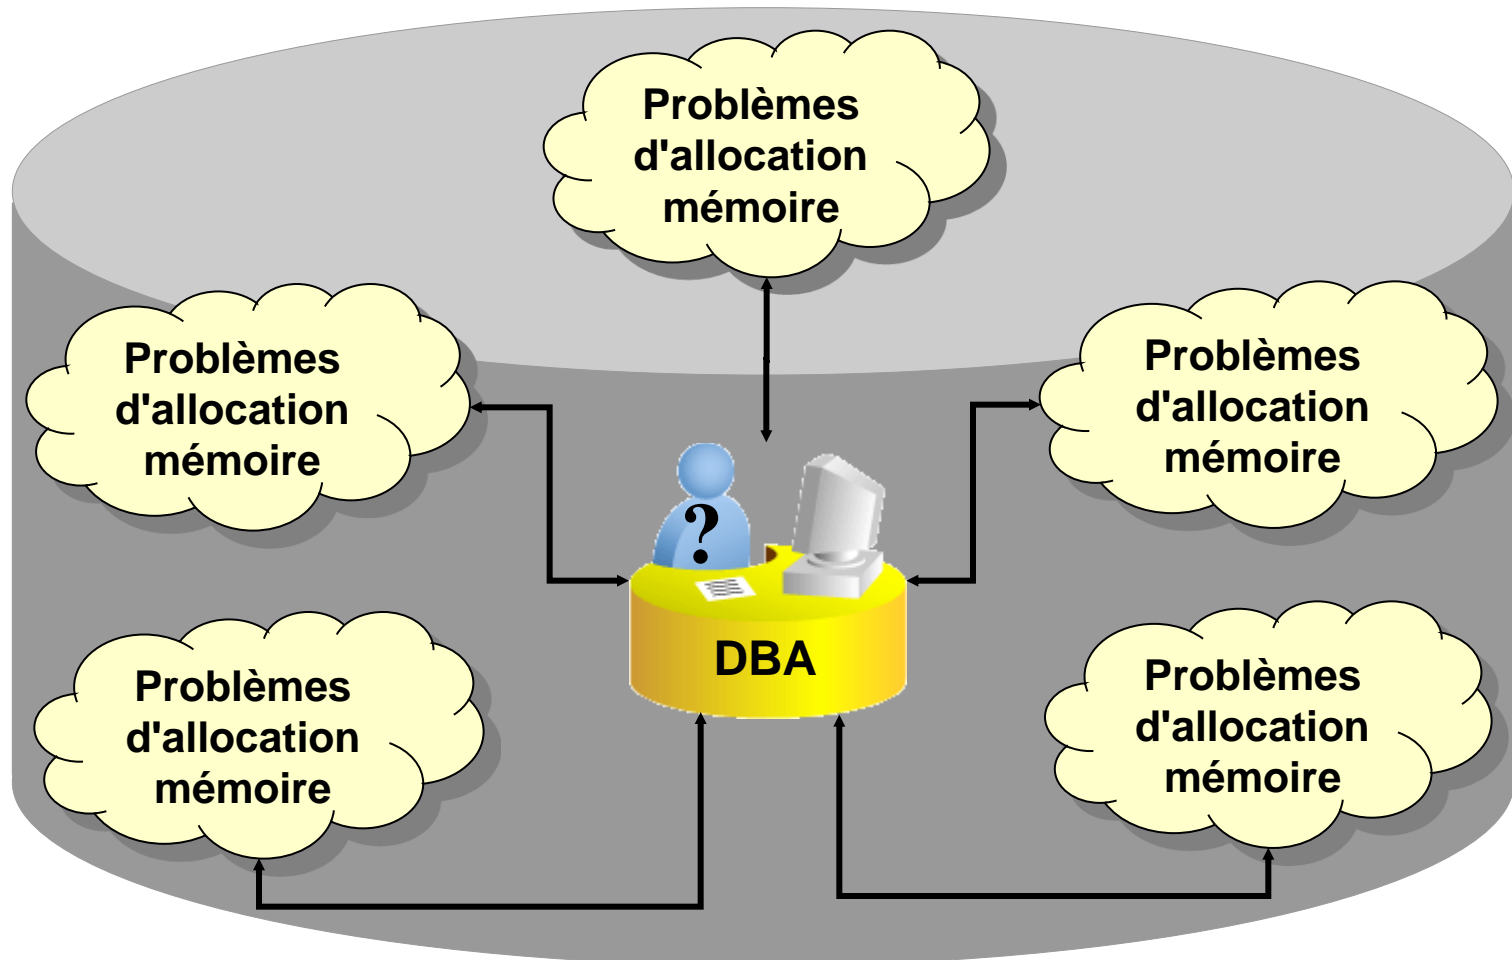 Problèmes
d'allocation
mémoire
Problèmes
d'allocation
mémoire
Problèmes
d'allocation
mémoire
?
DBA
Problèmes
d'allocation
mémoire
Problèmes
d'allocation
mémoire